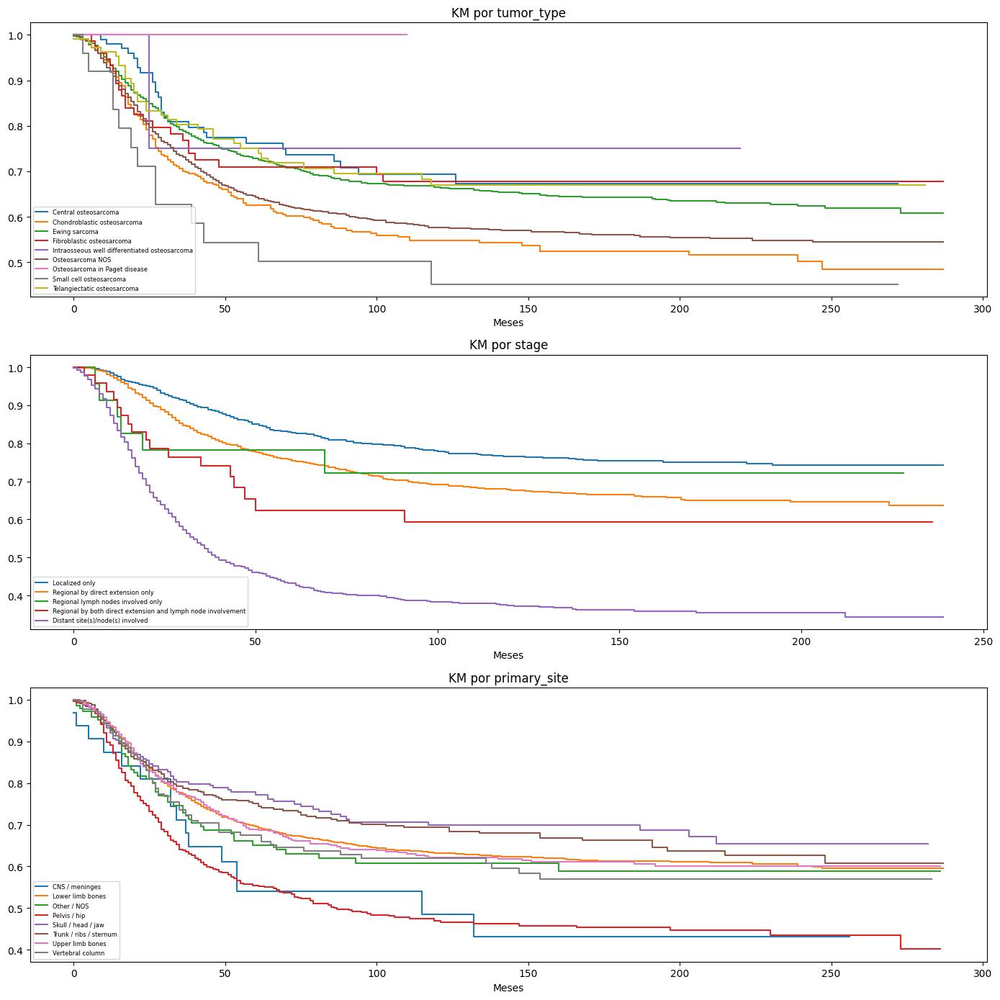 KM por tumor_type
1.0
0.9
0.8
0.7
0.6
0.5
Central osteosarcoma
Chondroblastic osteosarcoma
Ewing sarcoma
Fibroblastic osteosarcoma
Intraosseous well differentiated osteosarcoma
Osteosarcoma NOS
Osteosarcoma in Paget disease
Small cell osteosarcoma
Telangiectatic osteosarcoma
0 50 100 150 200 250 300
Meses
KM por stage
1.0
0.9
0.8
0.7
0.6
0.5
0.4
Localized only
Regional by direct extension only
Regional lymph nodes involved only
Regional by both direct extension and lymph node involvement
Distant site(s)/node(s) involved
0 50 100 150 200 250
Meses
KM por primary_site
1.0
0.9
0.8
0.7
0.6
0.5
0.4
CNS / meninges
Lower limb bones
Other / NOS
Pelvis / hip
Skull / head / jaw
Trunk / ribs / sternum
Upper limb bones
Vertebral column
0 50 100 150 200 250 300
Meses